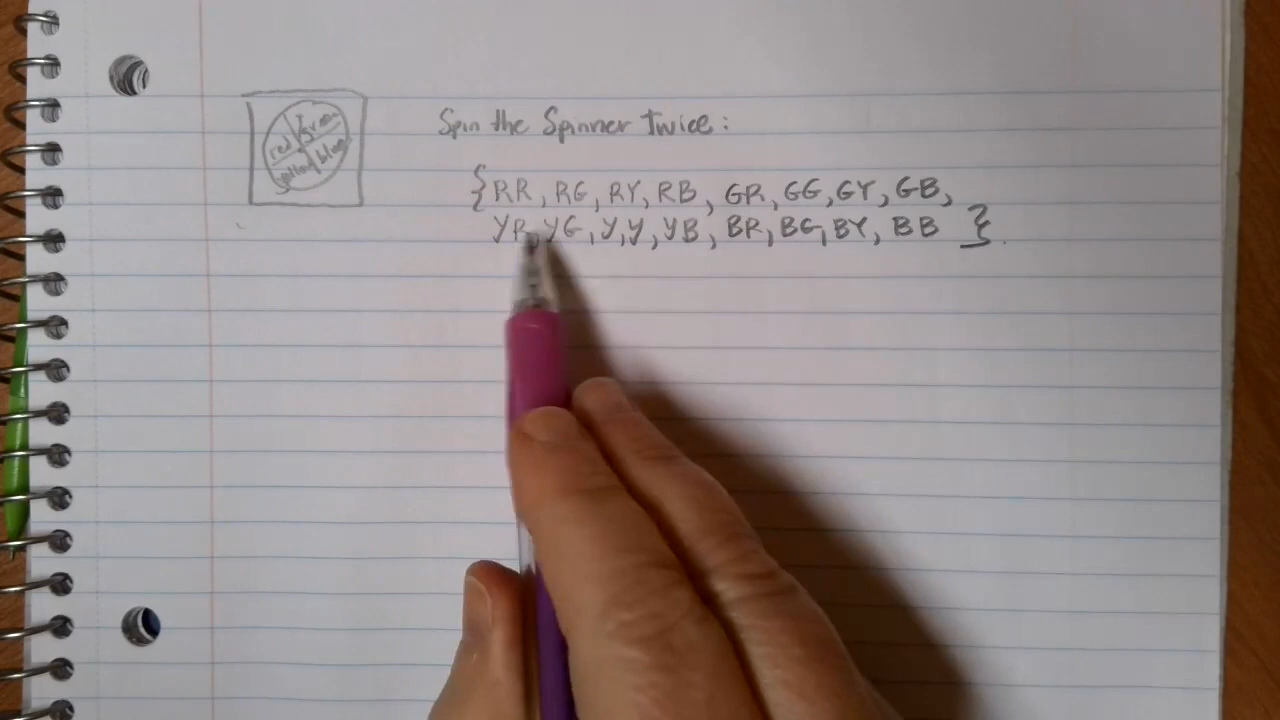 Spin the Spinner Twice:
red green
yellow blue
{RR, RG, RY, RB, GR, GG, GY, GB,
YR, YG, Y,Y, YB, BR, BG, BY, BB }.